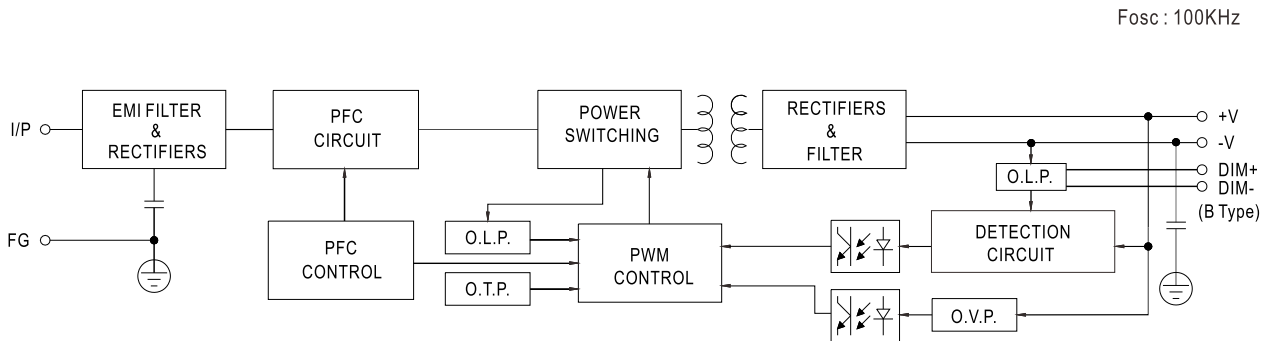 Fosc : 100KHz
I/P
EMI FILTER
&
RECTIFIERS
PFC
CIRCUIT
POWER
SWITCHING
RECTIFIERS
&
FILTER
+V
-V
DIM+
DIM-
(B Type)
O.L.P.
FG
PFC
CONTROL
O.L.P.
O.T.P.
PWM
CONTROL
DETECTION
CIRCUIT
O.V.P.